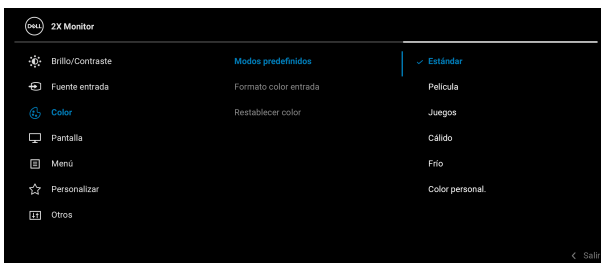 DELL 2X Monitor
Brillo/Contraste
Modos predefinidos
Estándar
Fuente entrada
Formato color entrada
Película
Color
Restablecer color
Juegos
Pantalla
Cálido
Menú
Frío
Personalizar
Color personal.
Otros
Salir